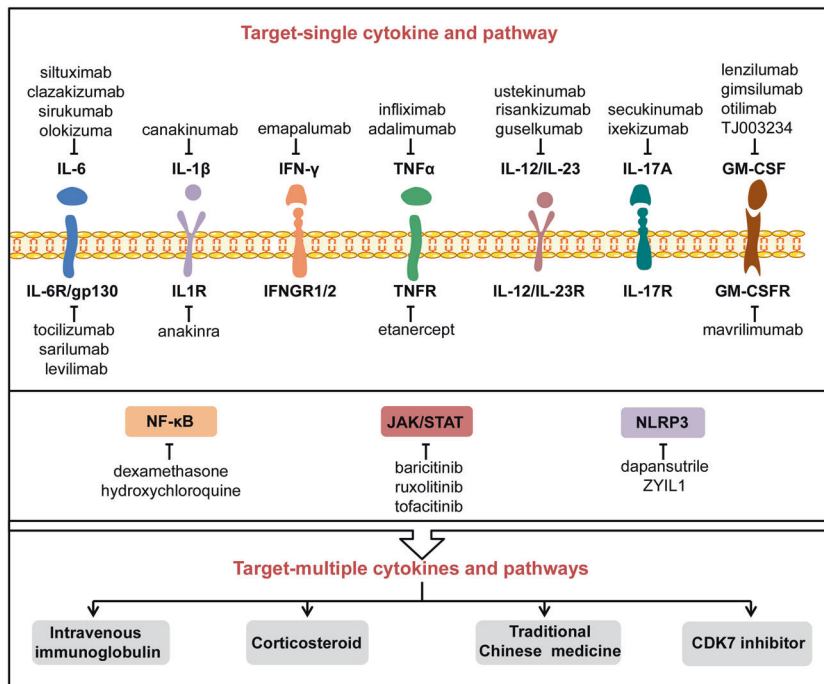 Target-single cytokine and pathway
siltuximab
clazakizumab
sirukumab
olokizuma
canakinumab
emapalumab
infliximab
adalimumab
ustekinumab
risankizumab
guselkumab
secukinumab
ixekizumab
lenzilumab
gimsilumab
otilimab
TJ003234
IL-6
IL-1β
IFN-γ
TNFα
IL-12/IL-23
IL-17A
GM-CSF
IL-6R/gp130
IL1R
IFNGR1/2
TNFR
IL-12/IL-23R
IL-17R
GM-CSFR
tocilizumab
sarilumab
levilimab
anakinra
etanercept
mavrilimumab
NF-κB
JAK/STAT
NLRP3
dexamethasone
hydroxychloroquine
baricitinib
ruxolitinib
tofacitinib
dapansutrile
ZYIL1
Target-multiple cytokines and pathways
Intravenous
immunoglobulin
Corticosteroid
Traditional
Chinese medicine
CDK7 inhibitor